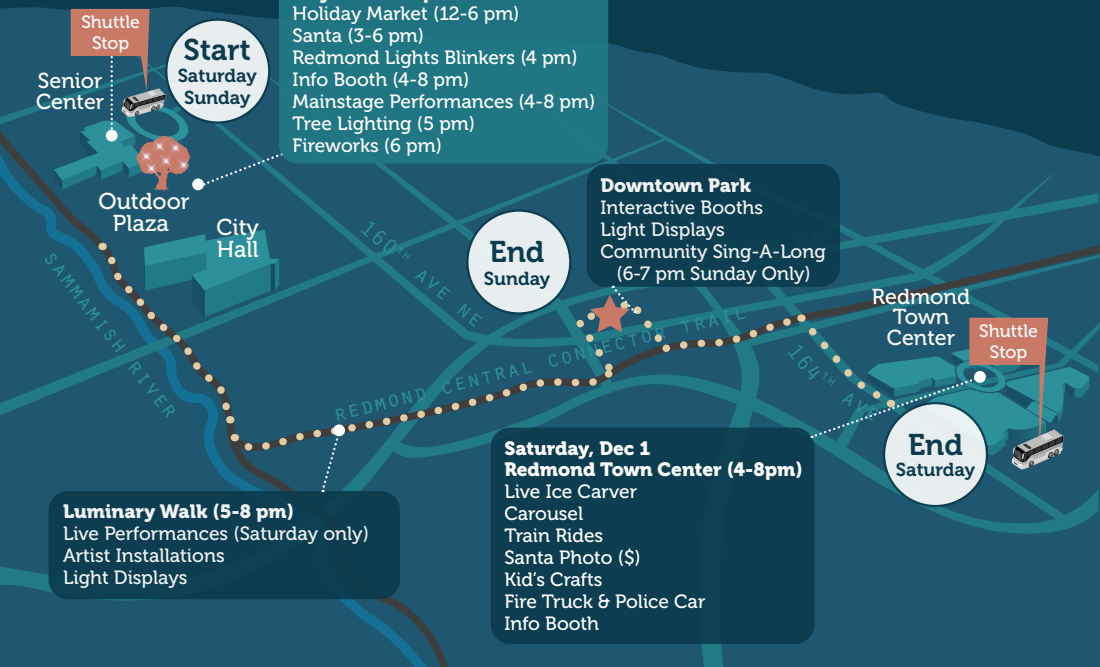 Holiday Market (12-6 pm)
Santa (3-6 pm)
Redmond Lights Blinkers (4 pm)
Info Booth (4-8 pm)
Mainstage Performances (4-8 pm)
Tree Lighting (5 pm)
Fireworks (6 pm)
Shuttle
Stop
Start
Saturday
Sunday
Senior
Center
Outdoor
Plaza
City
Hall
Downtown Park
Interactive Booths
Light Displays
Community Sing-A-Long
(6-7 pm Sunday Only)
End
Sunday
160TH AVE NE
SAMMAMISH RIVER
REDMOND CENTRAL CONNECTOR TRAIL
164TH AVE
Redmond
Town
Center
Shuttle
Stop
End
Saturday
Saturday, Dec 1
Redmond Town Center (4-8pm)
Live Ice Carver
Carousel
Train Rides
Santa Photo ($)
Kid's Crafts
Fire Truck & Police Car
Info Booth
Luminary Walk (5-8 pm)
Live Performances (Saturday only)
Artist Installations
Light Displays